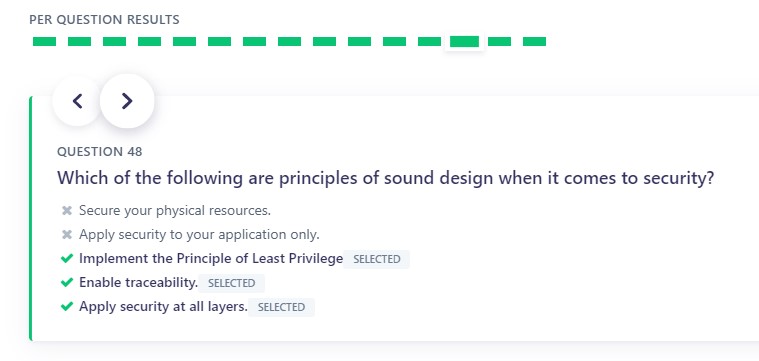 PER QUESTION RESULTS
QUESTION 48
Which of the following are principles of sound design when it comes to security?
Secure your physical resources.
Apply security to your application only.
Implement the Principle of Least Privilege SELECTED
Enable traceability. SELECTED
Apply security at all layers. SELECTED